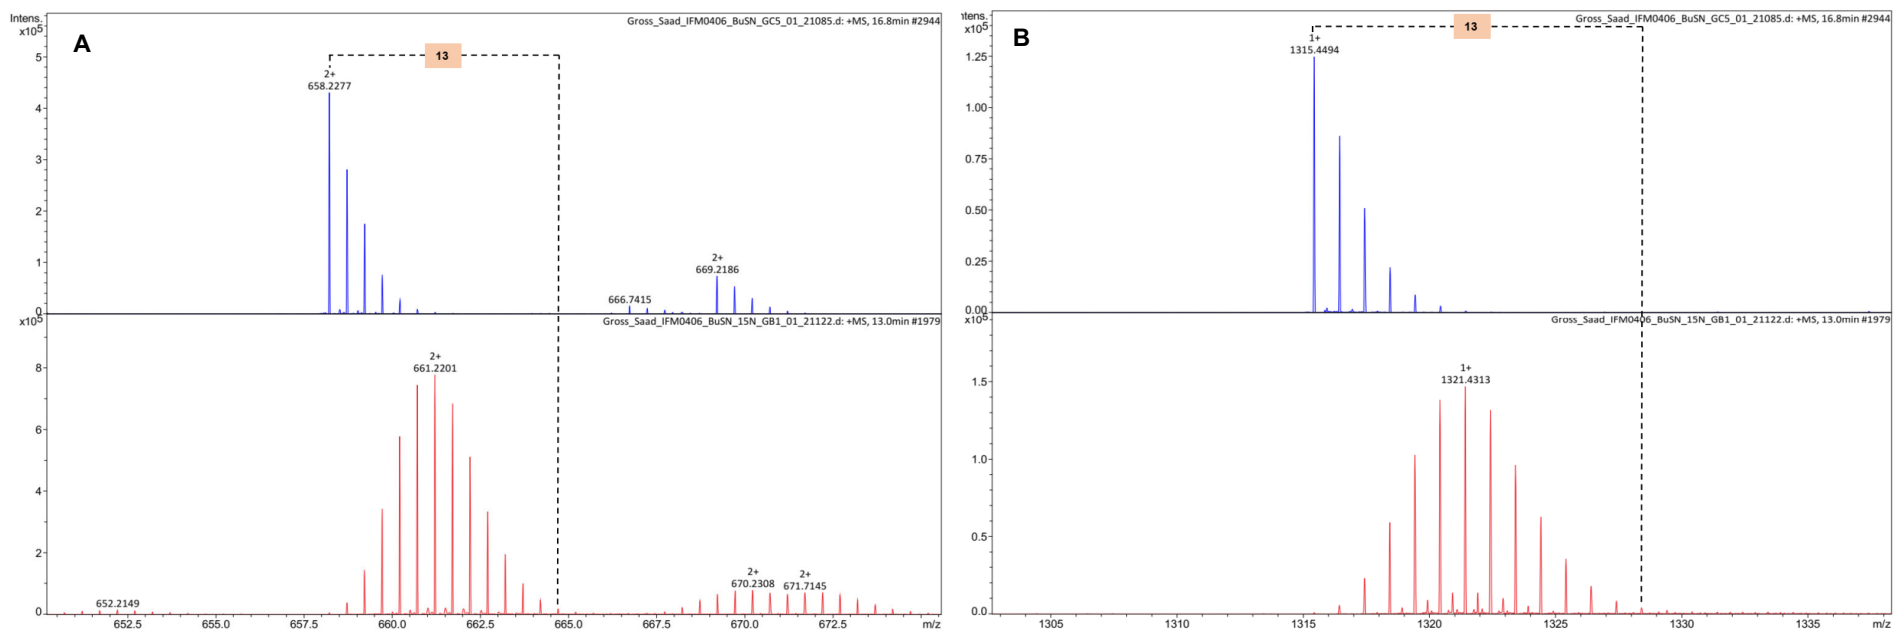 Intens.
x10^5
Gross_Saad_IFM0406_BuSN_GC5_01_21085.d: +MS, 16.8min #2944
A
13
2+
658.2277
2+
669.2186
666.7415
5
4
3
2
1
0
x10^5
Gross_Saad_IFM0406_BuSN_15N_GB1_01_21122.d: +MS, 13.0min #1979
2+
661.2201
2+
670.2308
2+
671.7145
652.2149
8
6
4
2
0
652.5 655.0 657.5 660.0 662.5 665.0 667.5 670.0 672.5 m/z
ntens.
x10^5
Gross_Saad_IFM0406_BuSN_GC5_01_21085.d: +MS, 16.8min #2944
B
13
1+
1315.4494
1.25
1.00
0.75
0.50
0.25
0.00
x10^5
Gross_Saad_IFM0406_BuSN_15N_GB1_01_21122.d: +MS, 13.0min #1979
1+
1321.4313
1.5
1.0
0.5
0.0
1305 1310 1315 1320 1325 1330 1335 m/z